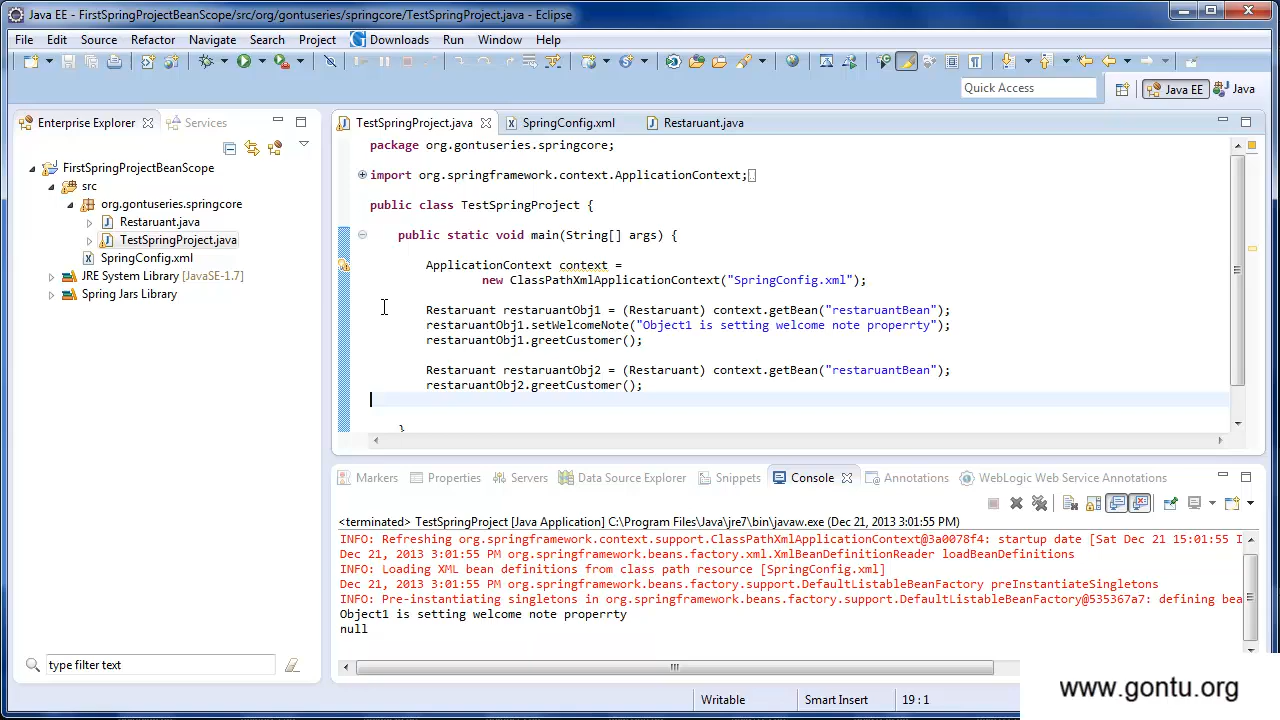 Java EE - FirstSpringProjectBeanScope/src/org/gontuseries/springcore/TestSpringProject.java - Eclipse
File Edit Source Refactor Navigate Search Project Downloads Run Window Help
Quick Access
Java EE
Java
Enterprise Explorer
Services
FirstSpringProjectBeanScope
src
org.gontuseries.springcore
Restaruant.java
TestSpringProject.java
SpringConfig.xml
JRE System Library [JavaSE-1.7]
Spring Jars Library
type filter text
TestSpringProject.java
SpringConfig.xml
Restaruant.java
package org.gontuseries.springcore;
import org.springframework.context.ApplicationContext;
public class TestSpringProject {
public static void main(String[] args) {
ApplicationContext context =
new ClassPathXmlApplicationContext("SpringConfig.xml");
Restaruant restaruantObj1 = (Restaruant) context.getBean("restaruantBean");
restaruantObj1.setWelcomeNote("Object1 is setting welcome note properrty");
restaruantObj1.greetCustomer();
Restaruant restaruantObj2 = (Restaruant) context.getBean("restaruantBean");
restaruantObj2.greetCustomer();
}
Markers Properties Servers Data Source Explorer Snippets Console Annotations WebLogic Web Service Annotations
<terminated> TestSpringProject [Java Application] C:\Program Files\Java\jre7\bin\javaw.exe (Dec 21, 2013 3:01:55 PM)
INFO: Refreshing org.springframework.context.support.ClassPathXmlApplicationContext@3a0078f4: startup date [Sat Dec 21 15:01:55 I
Dec 21, 2013 3:01:55 PM org.springframework.beans.factory.xml.XmlBeanDefinitionReader loadBeanDefinitions
INFO: Loading XML bean definitions from class path resource [SpringConfig.xml]
Dec 21, 2013 3:01:55 PM org.springframework.beans.factory.support.DefaultListableBeanFactory preInstantiateSingletons
INFO: Pre-instantiating singletons in org.springframework.beans.factory.support.DefaultListableBeanFactory@535367a7: defining bea
Object1 is setting welcome note properrty
null
Writable
Smart Insert
19 : 1
www.gontu.org